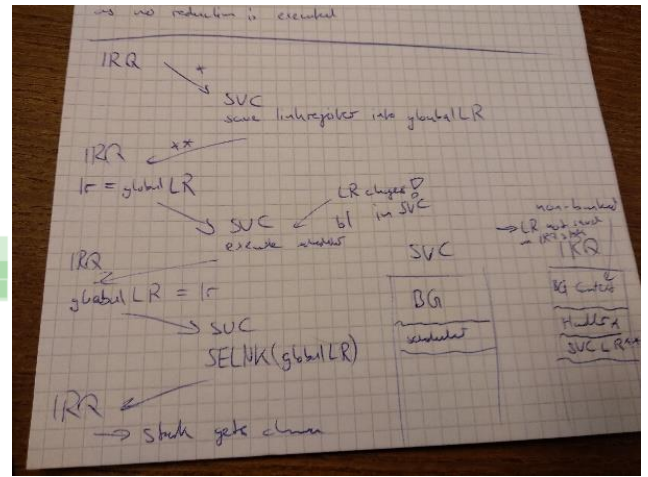 no reduction is executed
IRQ
*
SVC
save linkregister into globalLR
**
IRQ
lr = globalLR
LR changes!
bl in SVC
SVC
execute
IRQ
globalLR = lr
SVC
SELNK(globalLR)
IRQ
→ stack gets
SVC
BG
non-banked
→ LR not
IRQ
BG
SVC LR**